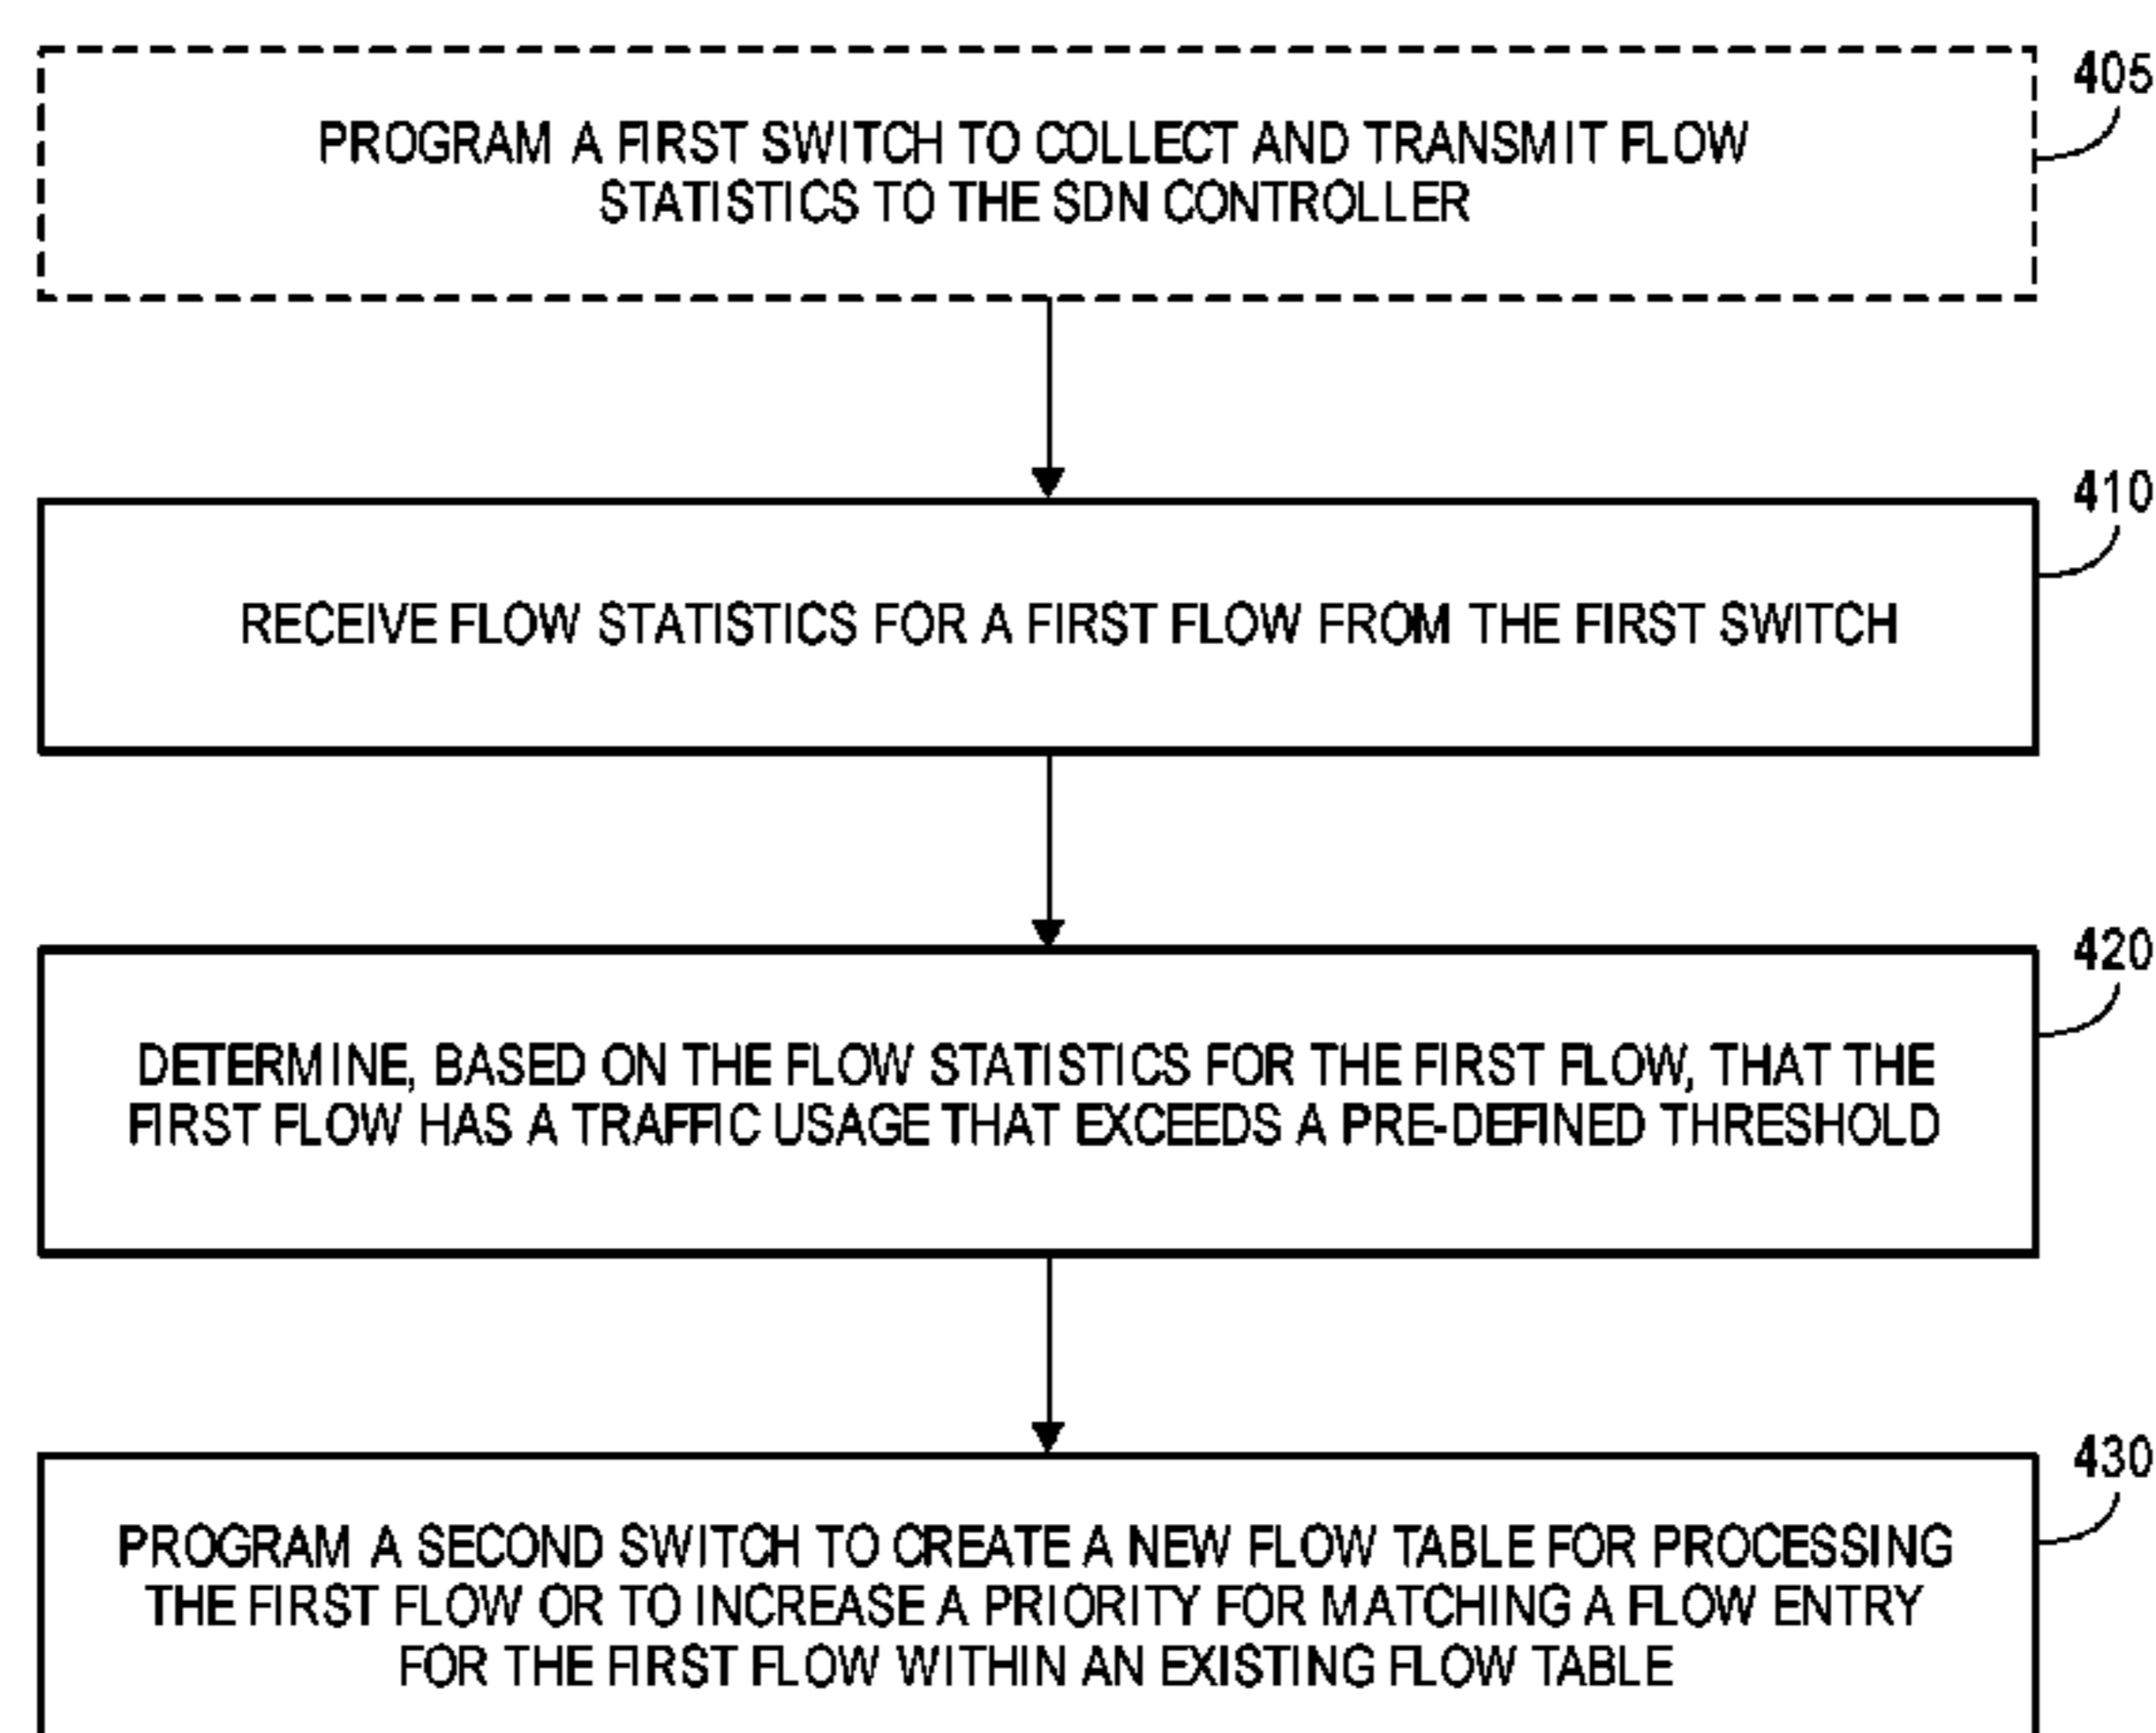 405
PROGRAM A FIRST SWITCH TO COLLECT AND TRANSMIT FLOW
STATISTICS TO THE SDN CONTROLLER
410
RECEIVE FLOW STATISTICS FOR A FIRST FLOW FROM THE FIRST SWITCH
420
DETERMINE, BASED ON THE FLOW STATISTICS FOR THE FIRST FLOW, THAT THE
FIRST FLOW HAS A TRAFFIC USAGE THAT EXCEEDS A PRE-DEFINED THRESHOLD
430
PROGRAM A SECOND SWITCH TO CREATE A NEW FLOW TABLE FOR PROCESSING
THE FIRST FLOW OR TO INCREASE A PRIORITY FOR MATCHING A FLOW ENTRY
FOR THE FIRST FLOW WITHIN AN EXISTING FLOW TABLE